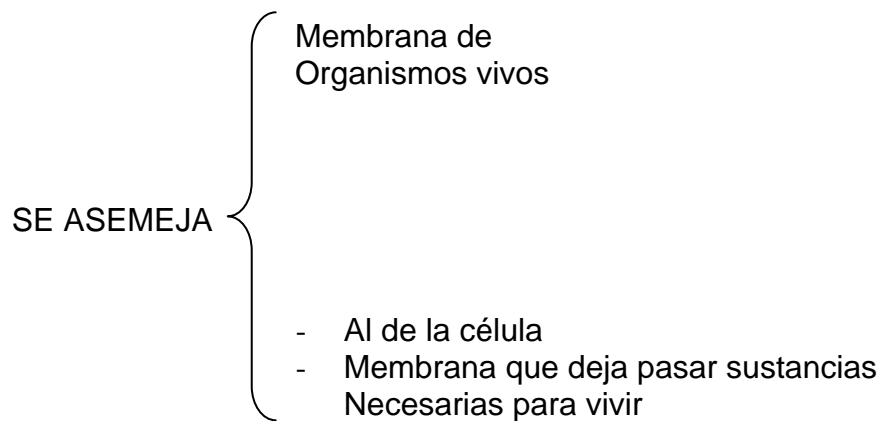 Membrana de
Organismos vivos
SE ASEMEJA
- Al de la célula
- Membrana que deja pasar sustancias
Necesarias para vivir